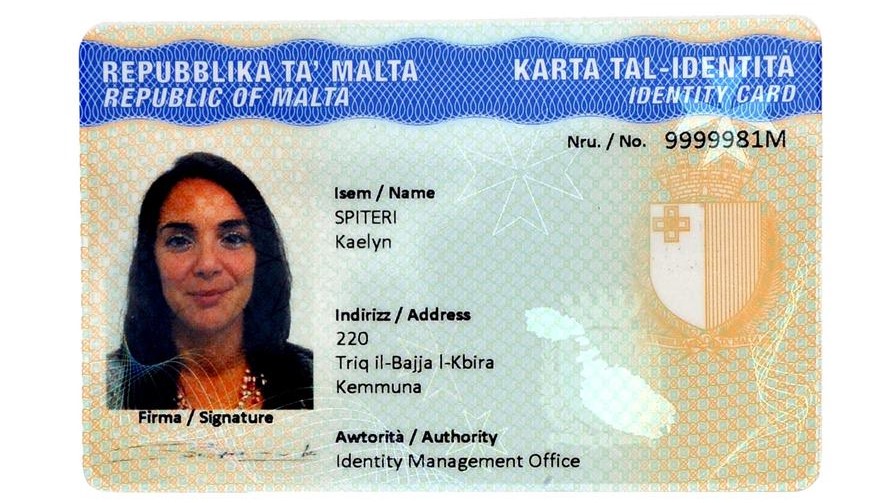 REPUBBLIKA TA' MALTA
REPUBLIC OF MALTA
KARTA TAL-IDENTITÀ
IDENTITY CARD
Nru. / No. 9999981M
Isem / Name
SPITERI
Kaelyn
Indirizz / Address
220
Triq il-Bajja l-Kbira
Kemmuna
Firma / Signature
Awtorità / Authority
Identity Management Office